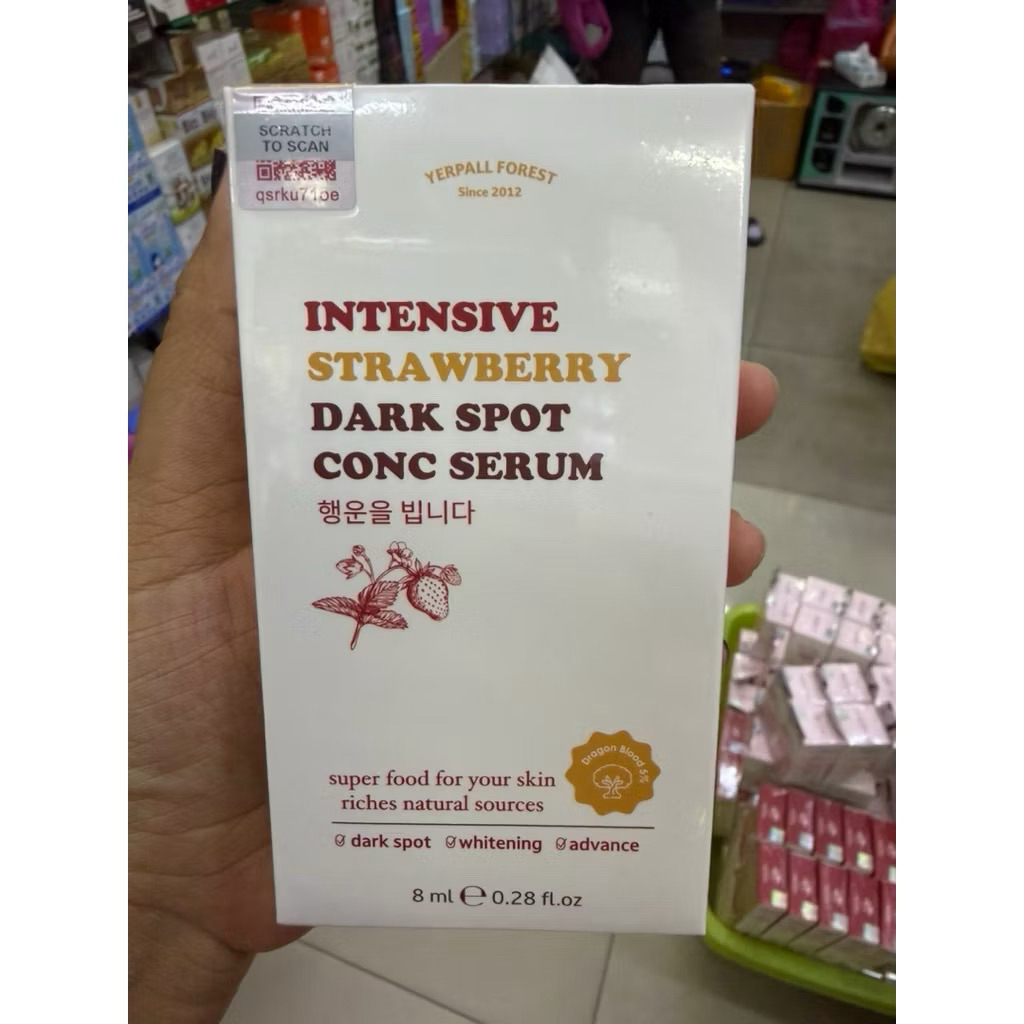 SCRATCH
TO SCAN
YERPALL FOREST
Since 2012
INTENSIVE
STRAWBERRY
DARK SPOT
CONC SERUM
행운을 빕니다
Dragon Blood 5%
super food for your skin
riches natural sources
dark spot whitening advance
8 ml ℮ 0.28 fl.oz